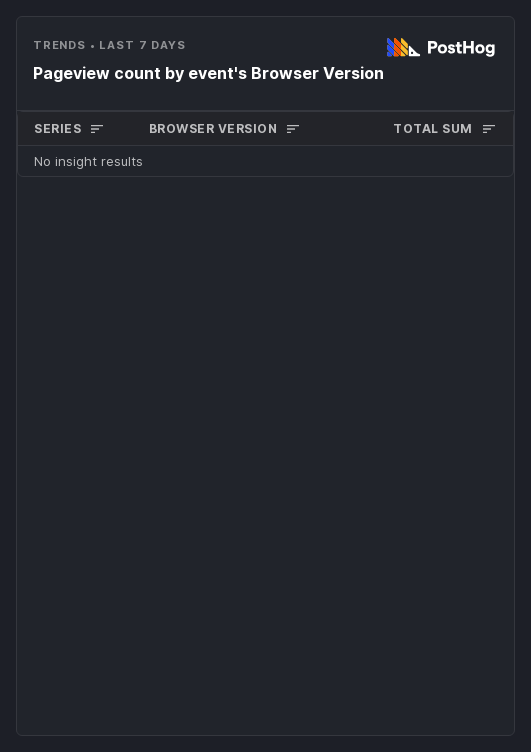 TRENDS • LAST 7 DAYS
PostHog
Pageview count by event's Browser Version
SERIES BROWSER VERSION TOTAL SUM
No insight results